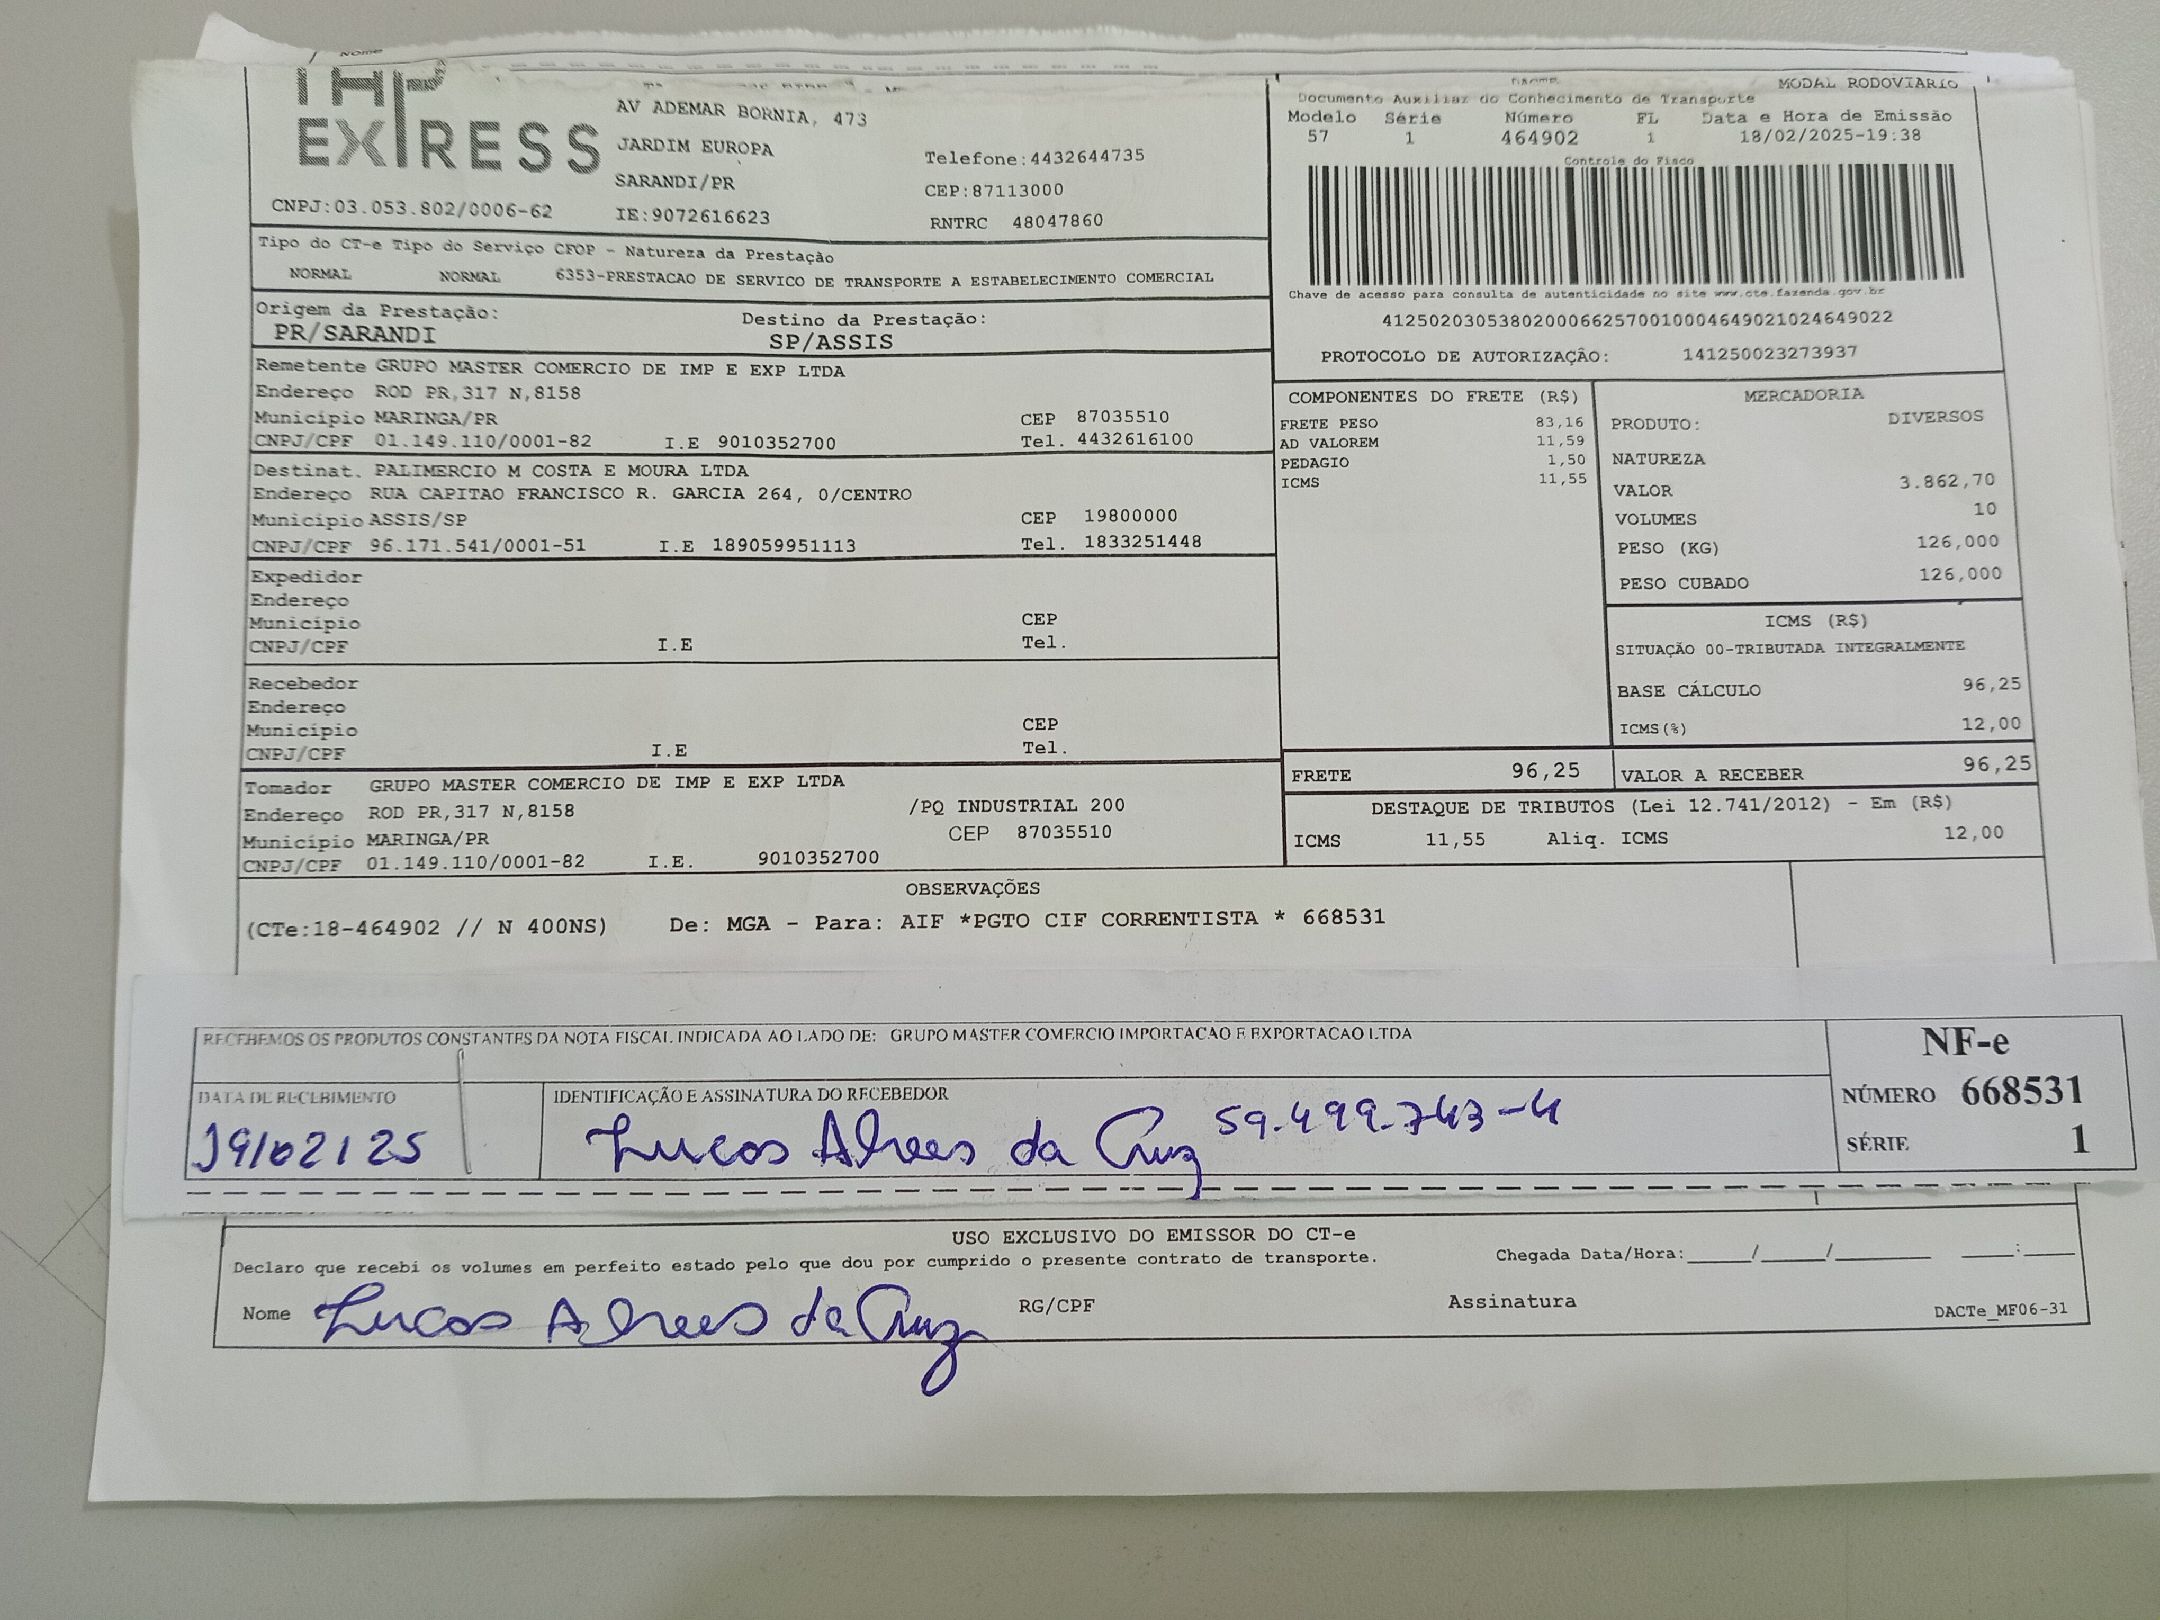 Nome
EXPRESS
AV ADEMAR BORNIA, 473
JARDIM EUROPA
SARANDI/PR
IE:9072616623
Telefone:4432644735
CEP:87113000
RNTRC 48047860
CNPJ:03.053.802/0006-62
MODAL RODOVIARIO
Documento Auxiliar do Conhecimento de Transporte
Modelo Série Número FL Data e Hora de Emissão
57 1 464902 1 18/02/2025-19:38
Controle do Fisco
Chave de acesso para consulta de autenticidade no site www.cte.fazenda.gov.br
41250203053802000662570010004649021024649022
PROTOCOLO DE AUTORIZAÇÃO: 141250023273937
Tipo do CT-e Tipo do Serviço CFOP - Natureza da Prestação
NORMAL NORMAL 6353-PRESTACAO DE SERVICO DE TRANSPORTE A ESTABELECIMENTO COMERCIAL
Origem da Prestação: Destino da Prestação:
PR/SARANDI SP/ASSIS
Remetente GRUPO MASTER COMERCIO DE IMP E EXP LTDA
Endereço ROD PR,317 N,8158
Município MARINGA/PR CEP 87035510
CNPJ/CPF 01.149.110/0001-82 I.E 9010352700 Tel. 4432616100
Destinat. PALIMERCIO M COSTA E MOURA LTDA
Endereço RUA CAPITAO FRANCISCO R. GARCIA 264, 0/CENTRO
Município ASSIS/SP CEP 19800000
CNPJ/CPF 96.171.541/0001-51 I.E 189059951113 Tel. 1833251448
Expedidor
Endereço
Município CEP
CNPJ/CPF I.E Tel.
Recebedor
Endereço
Município CEP
CNPJ/CPF I.E Tel.
Tomador GRUPO MASTER COMERCIO DE IMP E EXP LTDA
Endereço ROD PR,317 N,8158 /PQ INDUSTRIAL 200
Município MARINGA/PR CEP 87035510
CNPJ/CPF 01.149.110/0001-82 I.E. 9010352700
COMPONENTES DO FRETE (R$)
FRETE PESO 83,16
AD VALOREM 11,59
PEDAGIO 1,50
ICMS 11,55
MERCADORIA
PRODUTO: DIVERSOS
NATUREZA
VALOR 3.862,70
VOLUMES 10
PESO (KG) 126,000
PESO CUBADO 126,000
ICMS (R$)
SITUAÇÃO 00-TRIBUTADA INTEGRALMENTE
BASE CÁLCULO 96,25
ICMS(%) 12,00
FRETE 96,25 VALOR A RECEBER 96,25
DESTAQUE DE TRIBUTOS (Lei 12.741/2012) - Em (R$)
ICMS 11,55 Aliq. ICMS 12,00
OBSERVAÇÕES
(CTe:18-464902 // N 400NS) De: MGA - Para: AIF *PGTO CIF CORRENTISTA * 668531
RECEBEMOS OS PRODUTOS CONSTANTES DA NOTA FISCAL INDICADA AO LADO DE: GRUPO MASTER COMERCIO IMPORTACAO E EXPORTACAO LTDA
DATA DE RECEBIMENTO IDENTIFICAÇÃO E ASSINATURA DO RECEBEDOR
19/02/25 Lucas Alves da Cruz 59.499.743-4
NF-e
NÚMERO 668531
SÉRIE 1
USO EXCLUSIVO DO EMISSOR DO CT-e
Declaro que recebi os volumes em perfeito estado pelo que dou por cumprido o presente contrato de transporte. Chegada Data/Hora:____/____/______ ___:___
Nome Lucas Alves da Cruz RG/CPF Assinatura DACTe_MF06-31